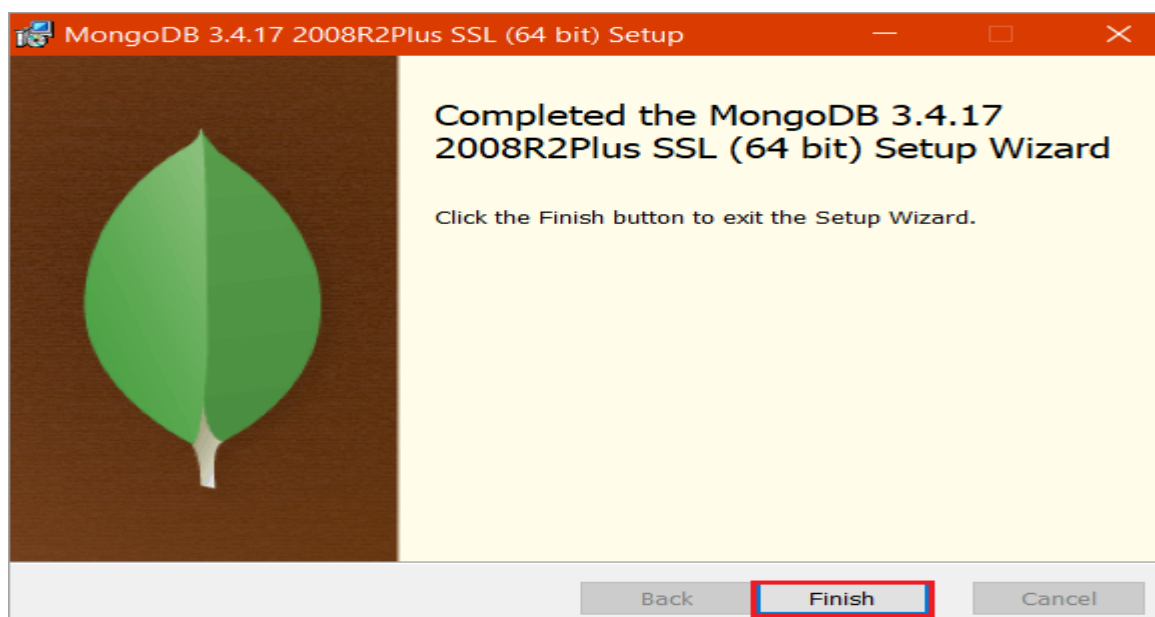 MongoDB 3.4.17 2008R2Plus SSL (64 bit) Setup
Completed the MongoDB 3.4.17
2008R2Plus SSL (64 bit) Setup Wizard
Click the Finish button to exit the Setup Wizard.
Back Finish Cancel